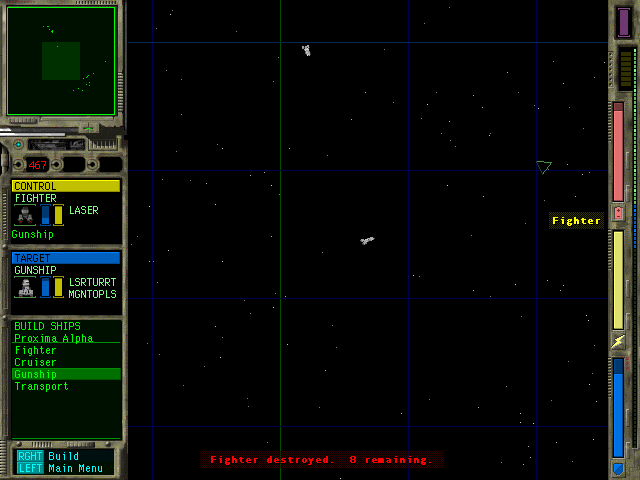 467
CONTROL
FIGHTER
LASER
Gunship
TARGET
GUNSHIP
LSRTURRT
MGNTOPLS
BUILD SHIPS
Proxima Alpha
Fighter
Cruiser
Gunship
Transport
RGHT Build
LEFT Main Menu
Fighter
Fighter destroyed. 8 remaining.